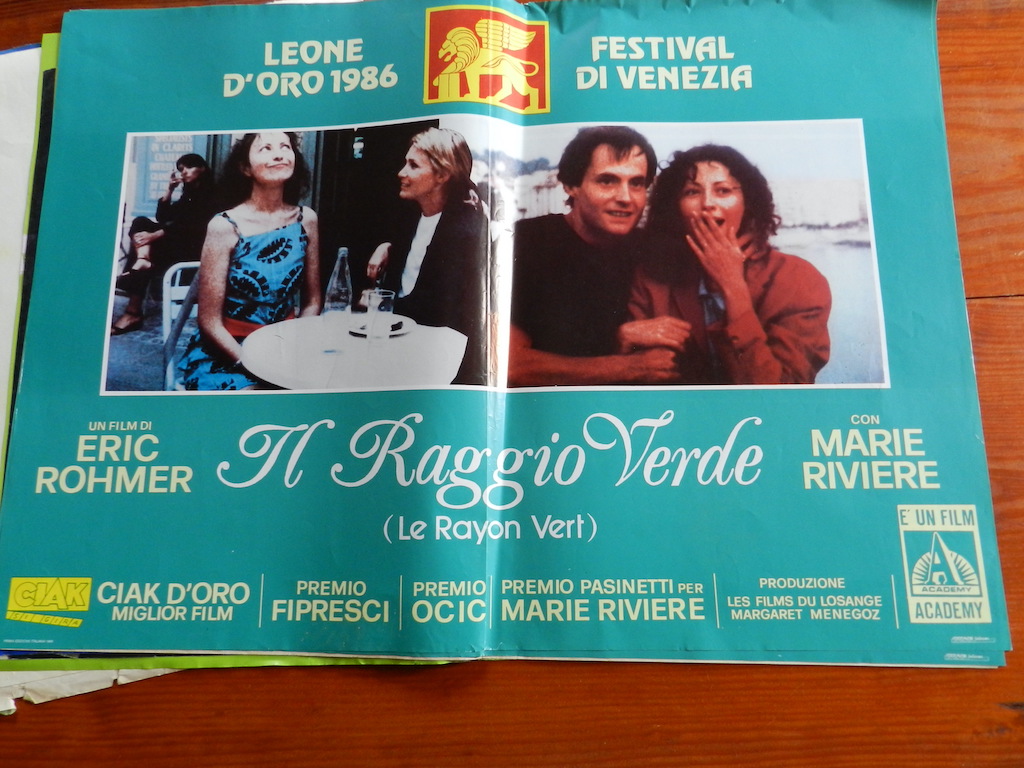 LEONE
D'ORO 1986
FESTIVAL
DI VENEZIA
UN FILM DI
ERIC
ROHMER
Il Raggio Verde
(Le Rayon Vert)
CON
MARIE
RIVIERE
CIAK
CIAK D'ORO
MIGLIOR FILM
PREMIO
FIPRESCI
PREMIO
OCIC
PREMIO PASINETTI PER
MARIE RIVIERE
PRODUZIONE
LES FILMS DU LOSANGE
MARGARET MENEGOZ
E' UN FILM
ACADEMY
ACADEMY